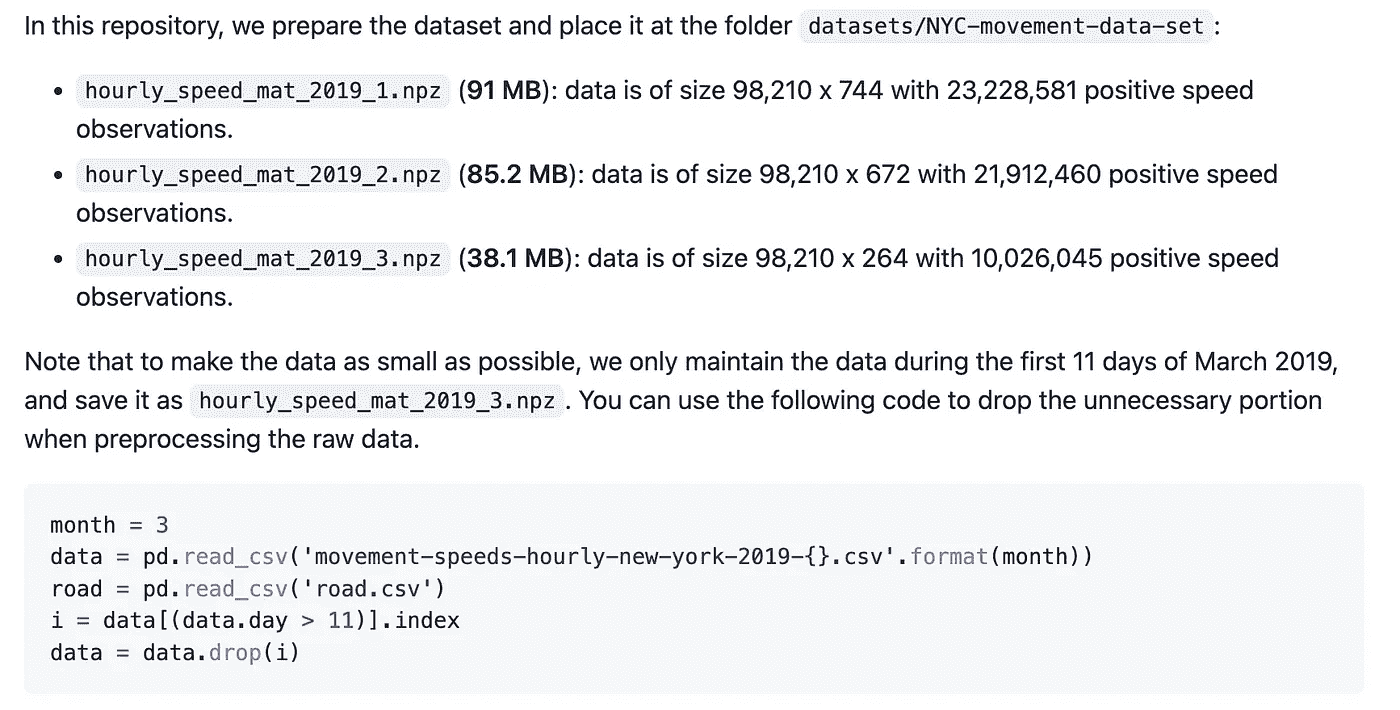 In this repository, we prepare the dataset and place it at the folder datasets/NYC-movement-data-set :
• hourly_speed_mat_2019_1.npz (91 MB): data is of size 98,210 x 744 with 23,228,581 positive speed
observations.
• hourly_speed_mat_2019_2.npz (85.2 MB): data is of size 98,210 x 672 with 21,912,460 positive speed
observations.
• hourly_speed_mat_2019_3.npz (38.1 MB): data is of size 98,210 x 264 with 10,026,045 positive speed
observations.
Note that to make the data as small as possible, we only maintain the data during the first 11 days of March 2019,
and save it as hourly_speed_mat_2019_3.npz . You can use the following code to drop the unnecessary portion
when preprocessing the raw data.
month = 3
data = pd.read_csv('movement-speeds-hourly-new-york-2019-{}.csv'.format(month))
road = pd.read_csv('road.csv')
i = data[(data.day > 11)].index
data = data.drop(i)